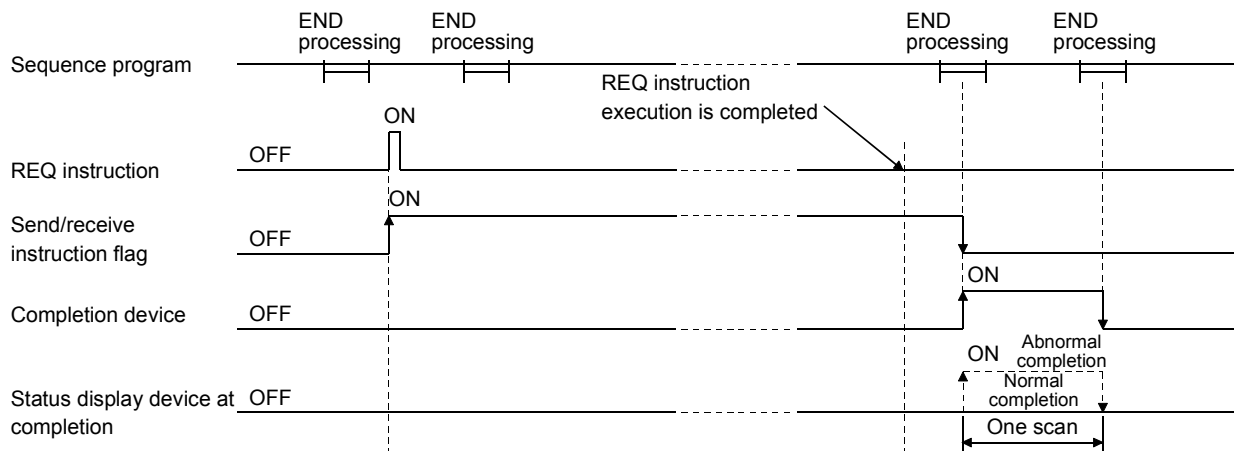 END
processing
END
processing
END
processing
END
processing
Sequence program
REQ instruction
execution is completed
ON
OFF
REQ instruction
ON
Send/receive
instruction flag
OFF
ON
Completion device
OFF
ON
Abnormal
completion
Normal
completion
Status display device at
completion
OFF
One scan